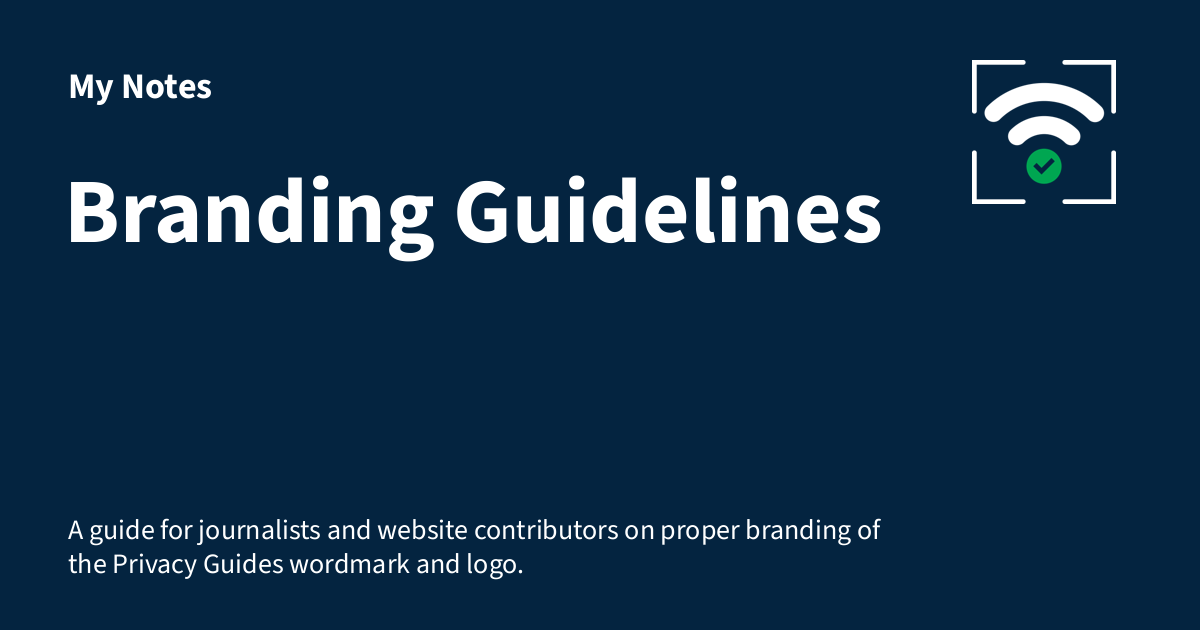 My Notes
Branding Guidelines
A guide for journalists and website contributors on proper branding of
the Privacy Guides wordmark and logo.